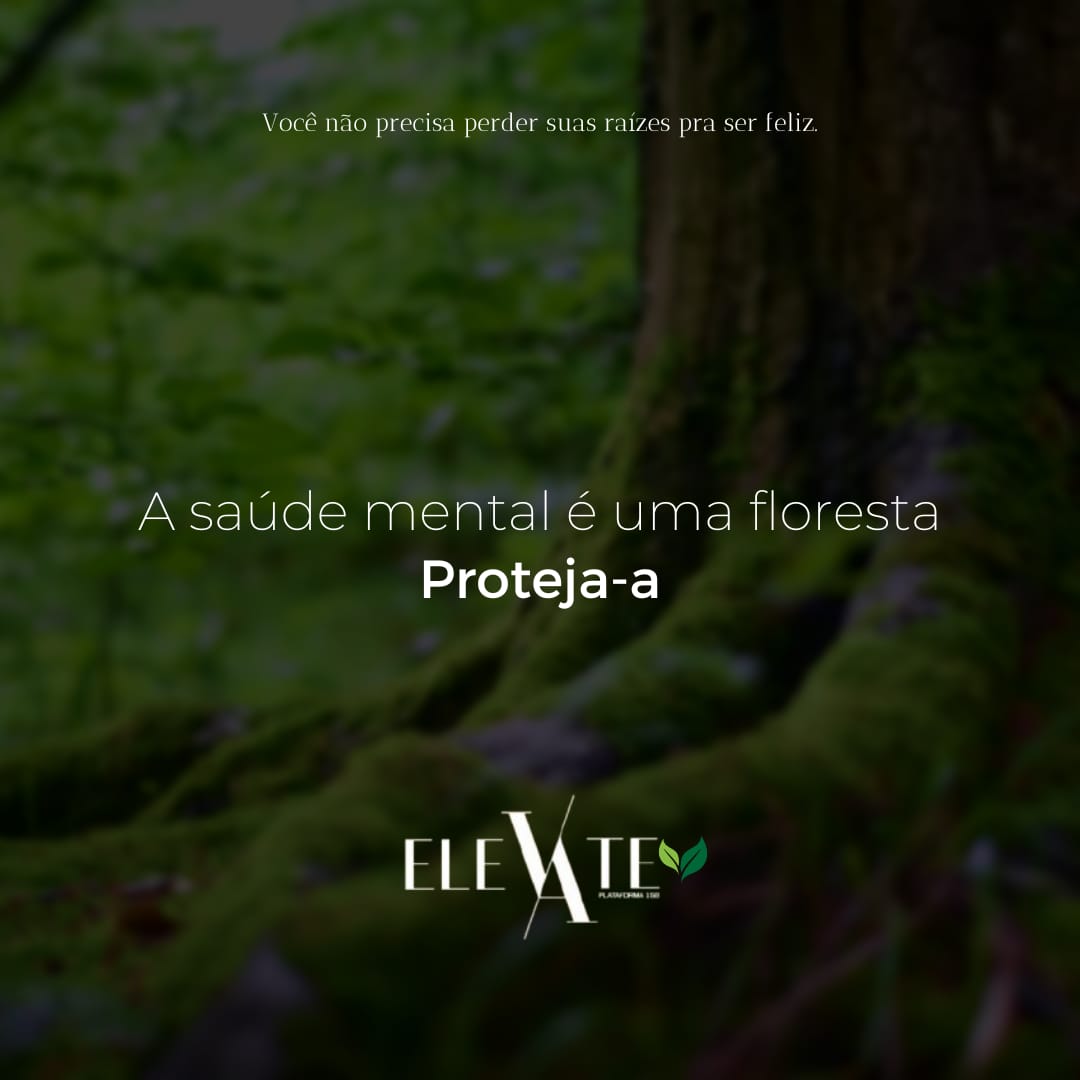 Você não precisa perder suas raízes pra ser feliz.
A saúde mental é uma floresta
Proteja-a
ELEVATE
PLATAFORMA 158